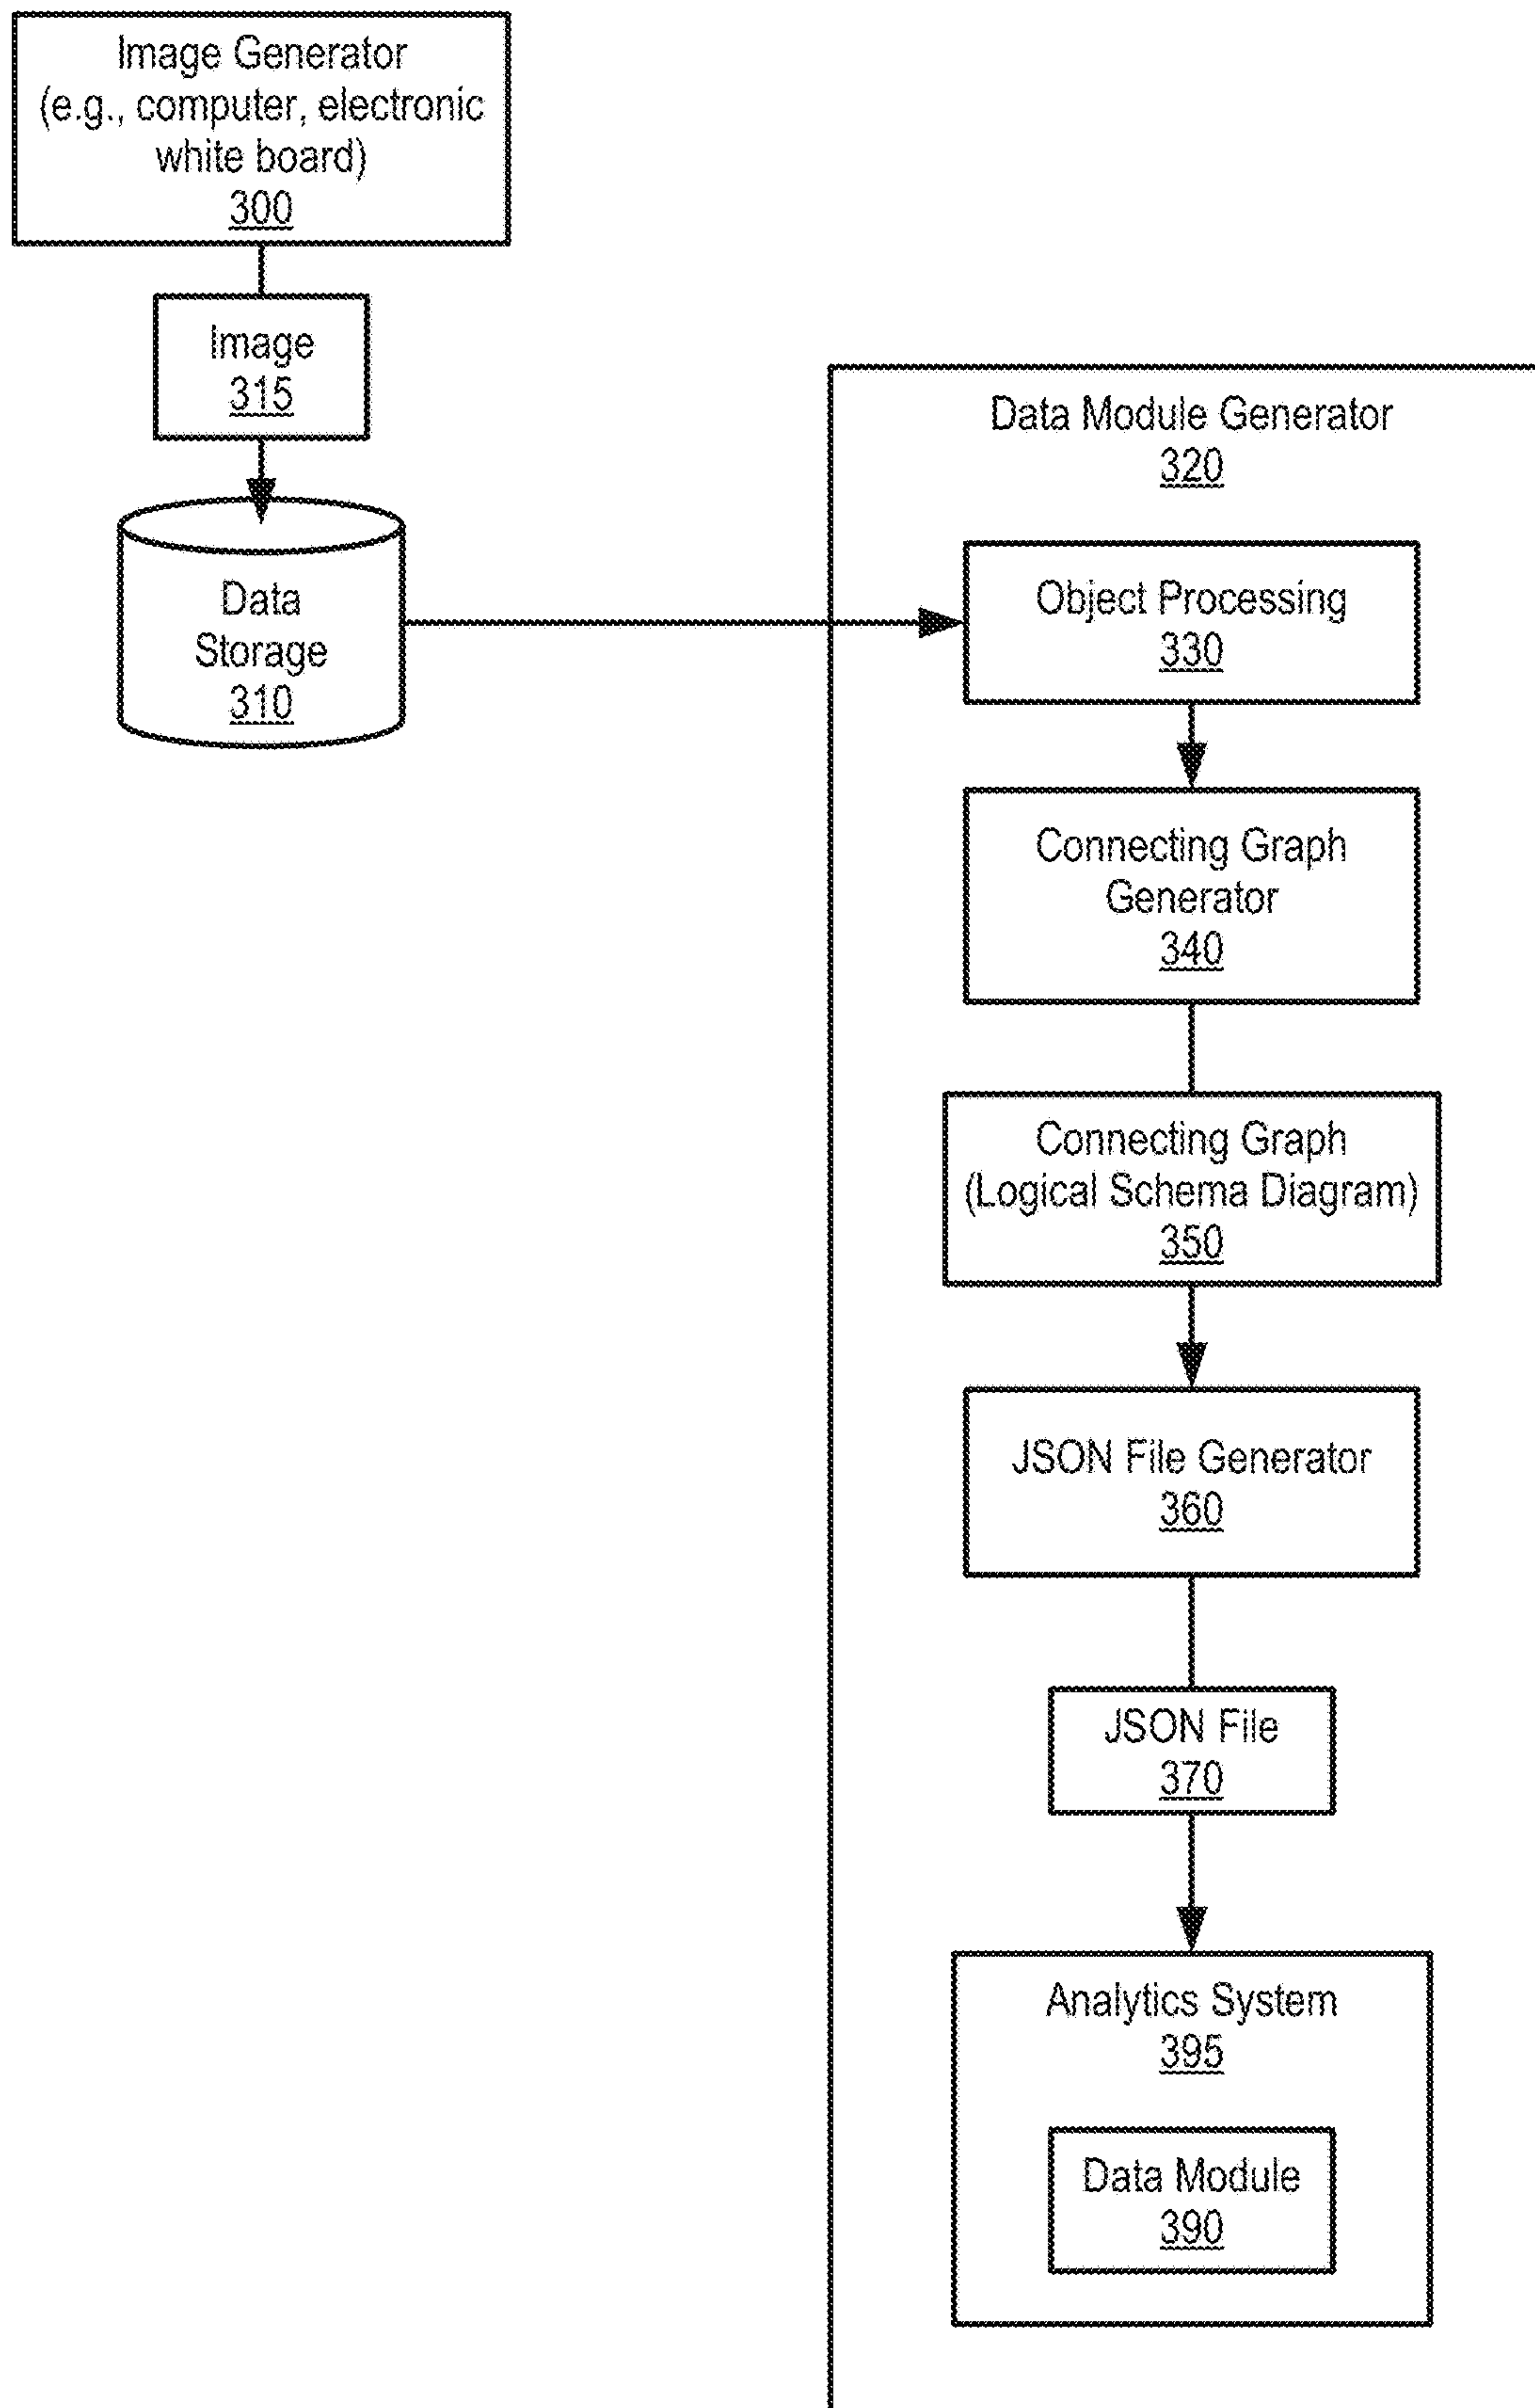 Image Generator
(e.g., computer, electronic
white board)
300
Image
315
Data
Storage
310
Data Module Generator
320
Object Processing
330
Connecting Graph
Generator
340
Connecting Graph
(Logical Schema Diagram)
350
JSON File Generator
360
JSON File
370
Analytics System
395
Data Module
390